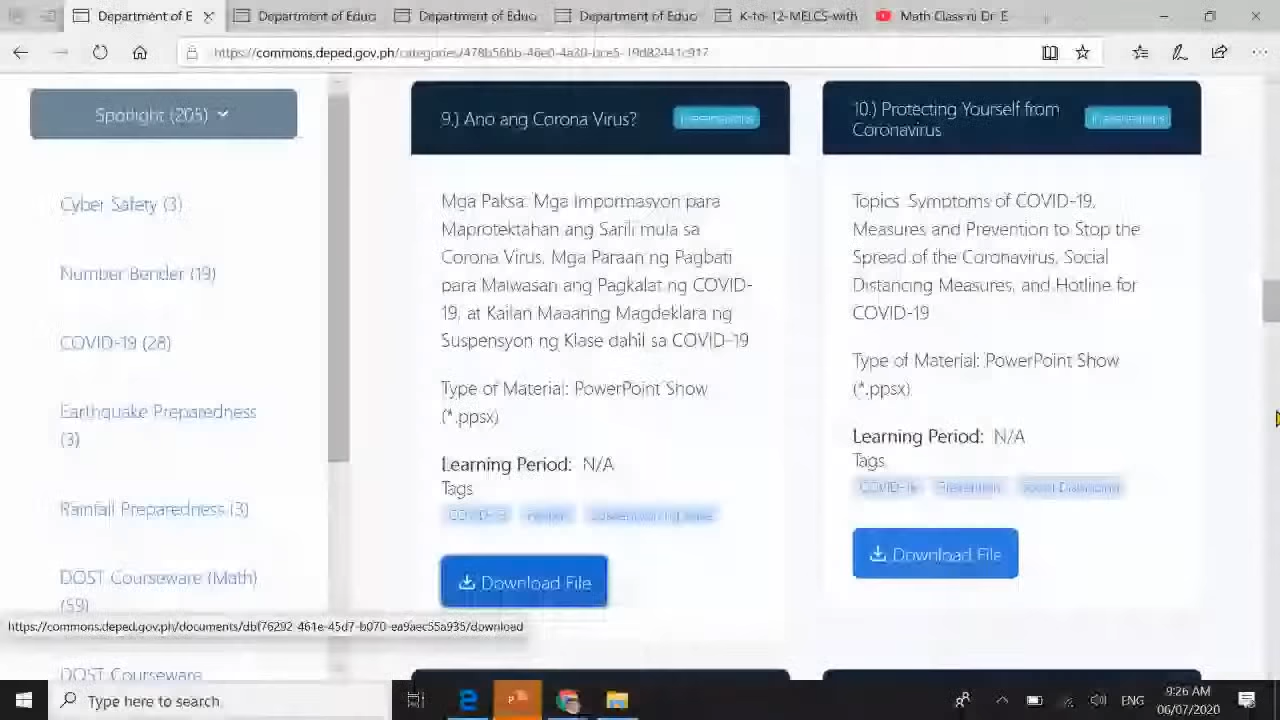 Department of E
Department of Educ
Department of Educ
Department of Educ
K-to-12-MELCS-with
Math Class ni Dr. E
https://commons.deped.gov.ph/categories/
Spotlight (205)
Cyber Safety (3)
Number Bender (19)
COVID-19 (28)
Earthquake Preparedness
(3)
Rainfall Preparedness (3)
DOST Courseware (Math)
(59)
DOST Courseware
9.) Ano ang Corona Virus?
Mga Paksa: Mga Impormasyon para
Maprotektahan ang Sarili mula sa
Corona Virus, Mga Paraan ng Pagbati
para Maiwasan ang Pagkalat ng COVID-
19, at Kailan Maaaring Magdeklara ng
Suspensyon ng Klase dahil sa COVID-19
Type of Material: PowerPoint Show
(*.ppsx)
Learning Period: N/A
Tags
Download File
10.) Protecting Yourself from
Coronavirus
Topics: Symptoms of COVID-19,
Measures and Prevention to Stop the
Spread of the Coronavirus, Social
Distancing Measures, and Hotline for
COVID-19
Type of Material: PowerPoint Show
(*.ppsx)
Learning Period: N/A
Tags
COVID-19 Prevention Social Distancing
Download File
https://commons.deped.gov.ph/documents/dbf76292-461e-45d7-b070-ea9aec55a935/download
Type here to search
ENG
9:26 AM
06/07/2020